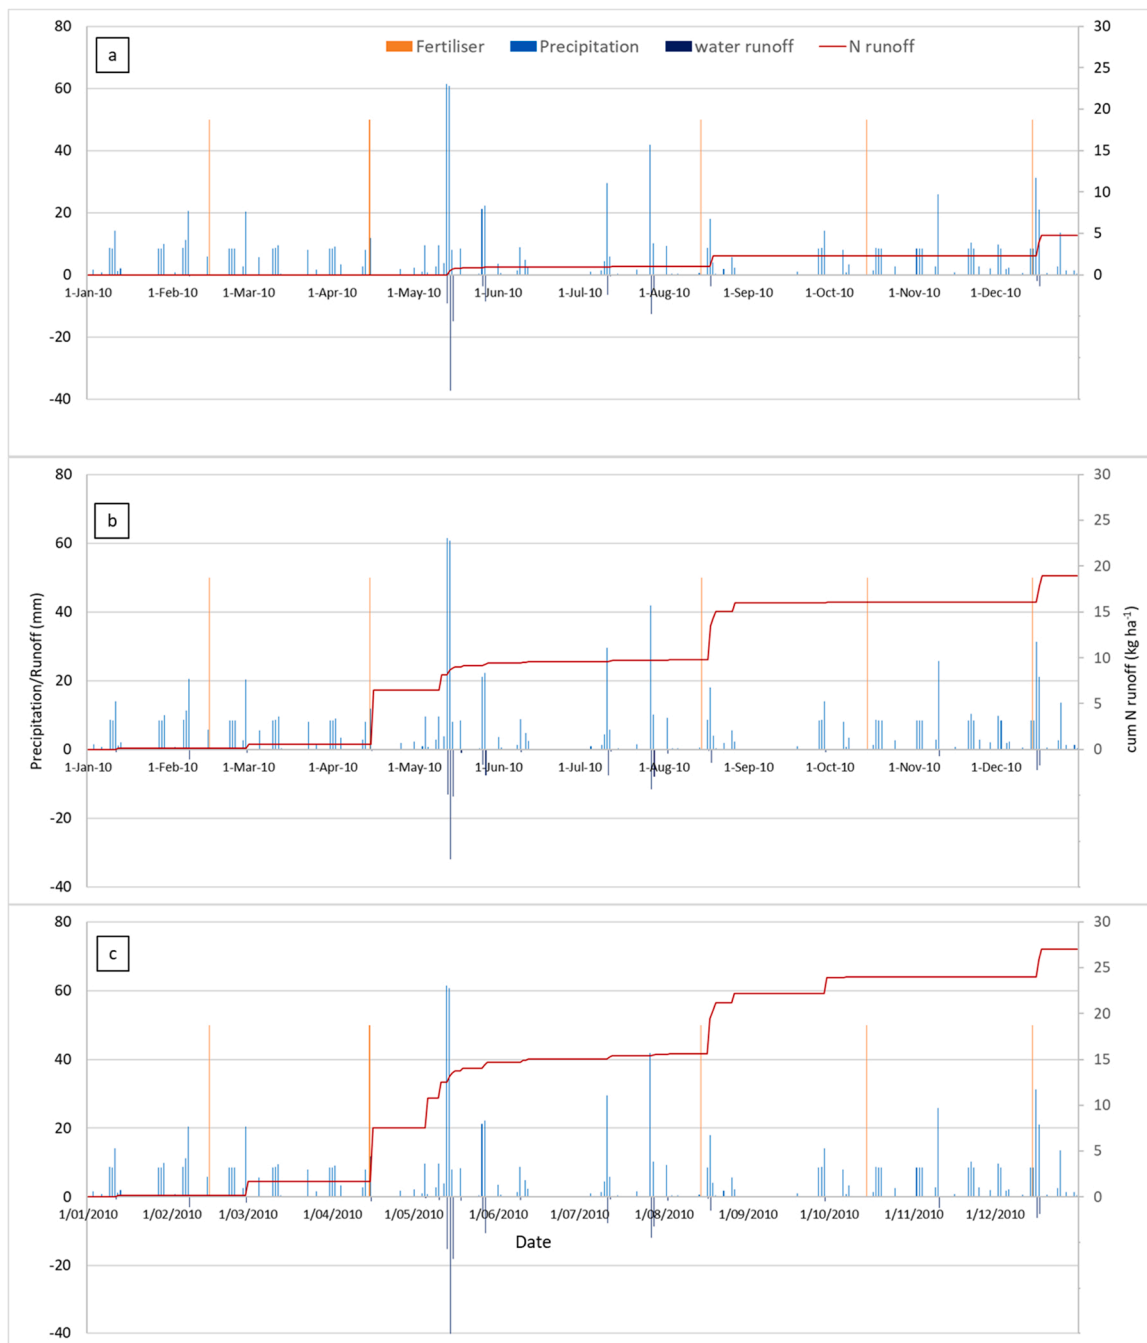 a
Fertiliser Precipitation water runoff N runoff
80 30
60 25
40 20
20 15
0 10
-20 5
-40 0
1-Jan-10 1-Feb-10 1-Mar-10 1-Apr-10 1-May-10 1-Jun-10 1-Jul-10 1-Aug-10 1-Sep-10 1-Oct-10 1-Nov-10 1-Dec-10
b
80 30
60 25
40 20
20 15
0 10
-20 5
-40 0
1-Jan-10 1-Feb-10 1-Mar-10 1-Apr-10 1-May-10 1-Jun-10 1-Jul-10 1-Aug-10 1-Sep-10 1-Oct-10 1-Nov-10 1-Dec-10
Precipitation/Runoff (mm)
cum N runoff (kg ha⁻¹)
c
80 30
60 25
40 20
20 15
0 10
-20 5
-40 0
1/01/2010 1/02/2010 1/03/2010 1/04/2010 1/05/2010 1/06/2010 1/07/2010 1/08/2010 1/09/2010 1/10/2010 1/11/2010 1/12/2010
Date